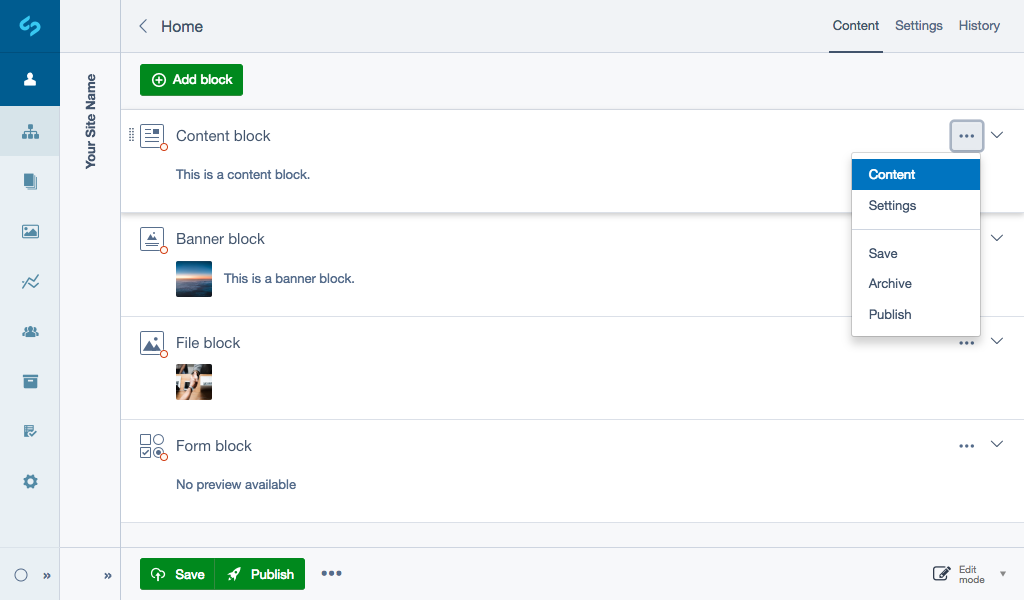 Home
Content
Settings
History
Your Site Name
Add block
Content block
This is a content block.
Content
Settings
Save
Archive
Publish
Banner block
This is a banner block.
File block
Form block
No preview available
Save
Publish
Edit
mode